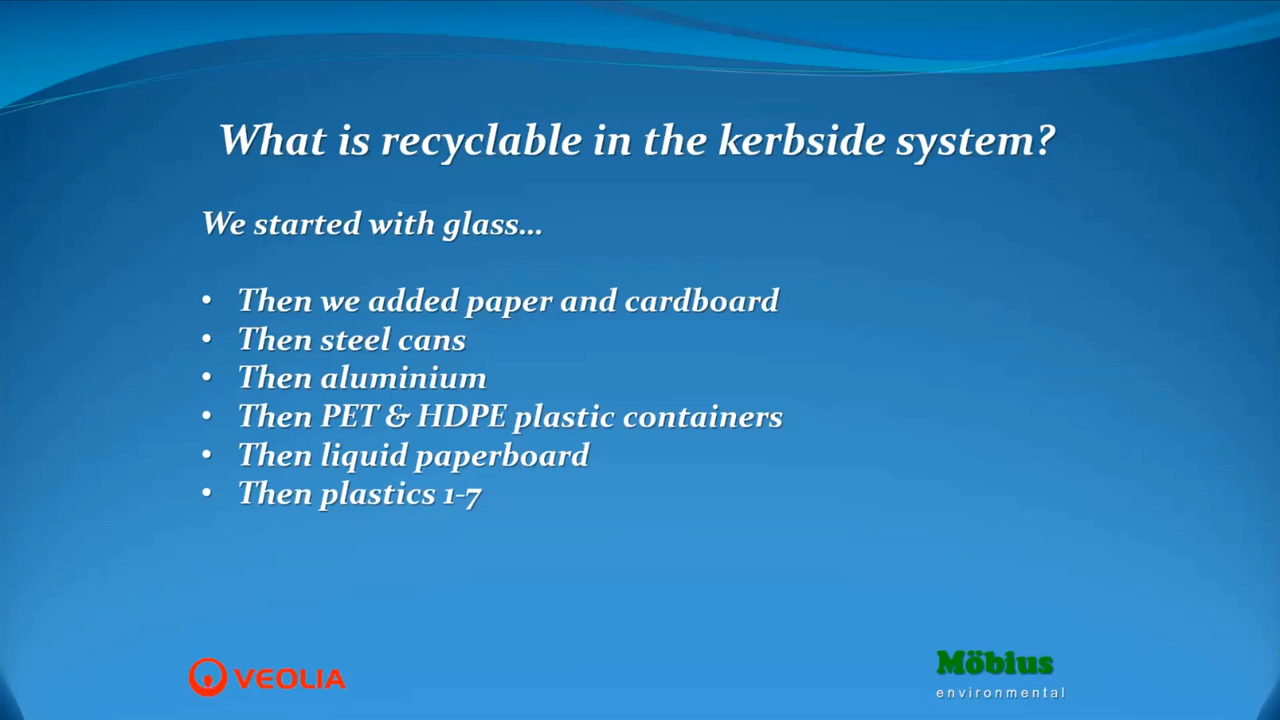 What is recyclable in the kerbside system?
We started with glass...
• Then we added paper and cardboard
• Then steel cans
• Then aluminium
• Then PET & HDPE plastic containers
• Then liquid paperboard
• Then plastics 1-7
VEOLIA
Möbius
environmental